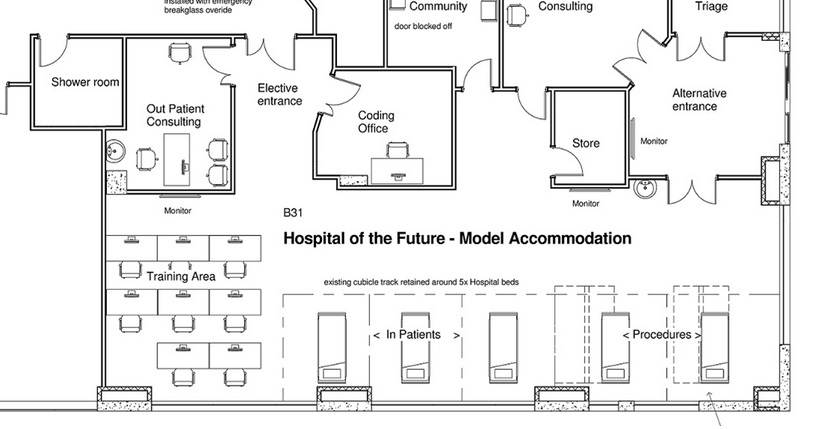 installed with emergency
breakglass overide
Community
door blocked off
Consulting
Triage
Shower room
Elective
entrance
Out Patient
Consulting
Coding
Office
Alternative
entrance
Store
Monitor
Monitor
Monitor
B31
Hospital of the Future - Model Accommodation
Training Area
existing cubicle track retained around 5x Hospital beds
< In Patients >
< Procedures >